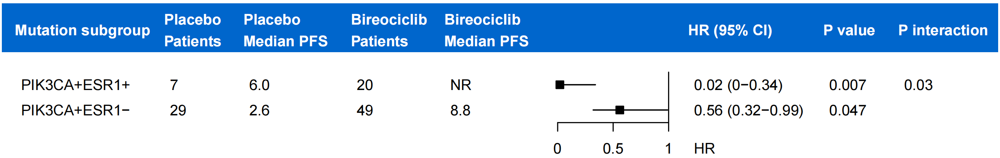 Mutation subgroup Placebo Patients Placebo Median PFS Bireociclib Patients Bireociclib Median PFS HR (95% CI) P value P interaction
PIK3CA+ESR1+ 7 6.0 20 NR 0.02 (0−0.34) 0.007 0.03
PIK3CA+ESR1− 29 2.6 49 8.8 0.56 (0.32−0.99) 0.047
0 0.5 1 HR